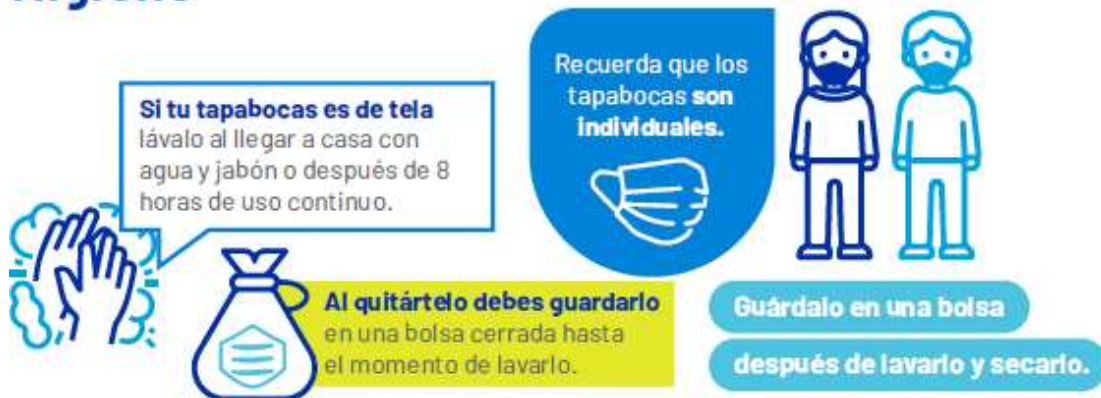 Si tu tapabocas es de tela
lávalo al llegar a casa con
agua y jabón o después de 8
horas de uso continuo.
Recuerda que los
tapabocas son
individuales.
Al quitártelo debes guardarlo
en una bolsa cerrada hasta
el momento de lavarlo.
Guárdalo en una bolsa
después de lavarlo y secarlo.